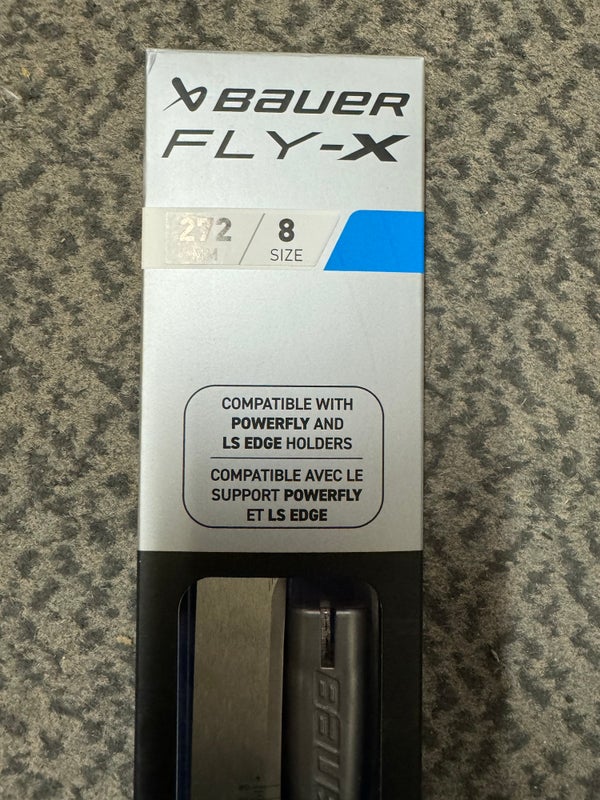 BAUER
FLY-X
272 / 8
MM SIZE
COMPATIBLE WITH
POWERFLY AND
LS EDGE HOLDERS
COMPATIBLE AVEC LE
SUPPORT POWERFLY
ET LS EDGE
BAUE